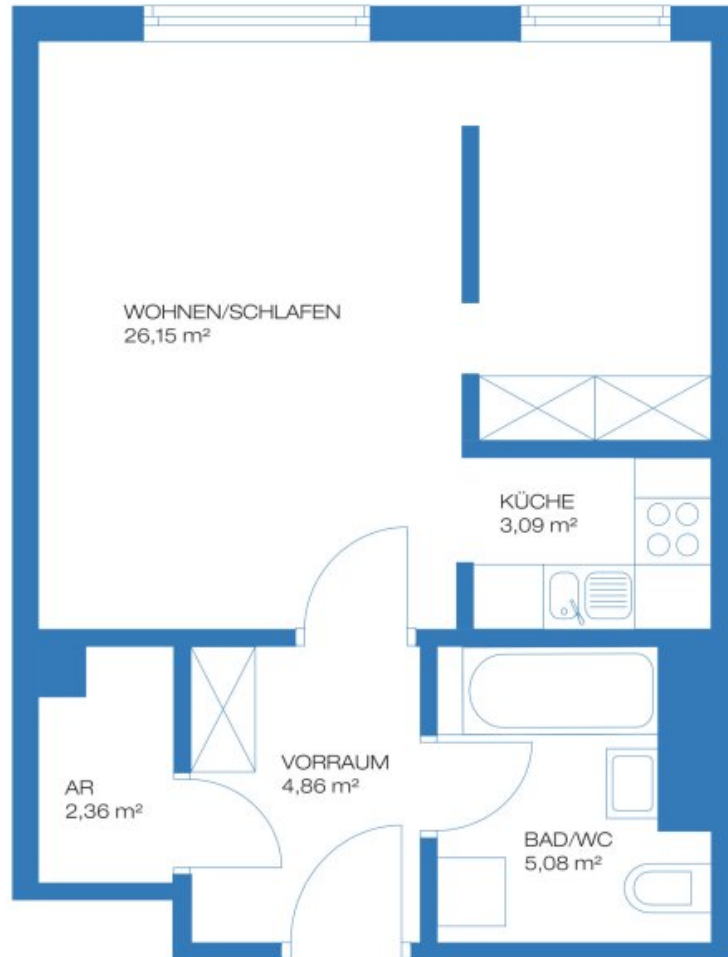 WOHNEN/SCHLAFEN
26,15 m²
KÜCHE
3,09 m²
VORRAUM
4,86 m²
AR
2,36 m²
BAD/WC
5,08 m²